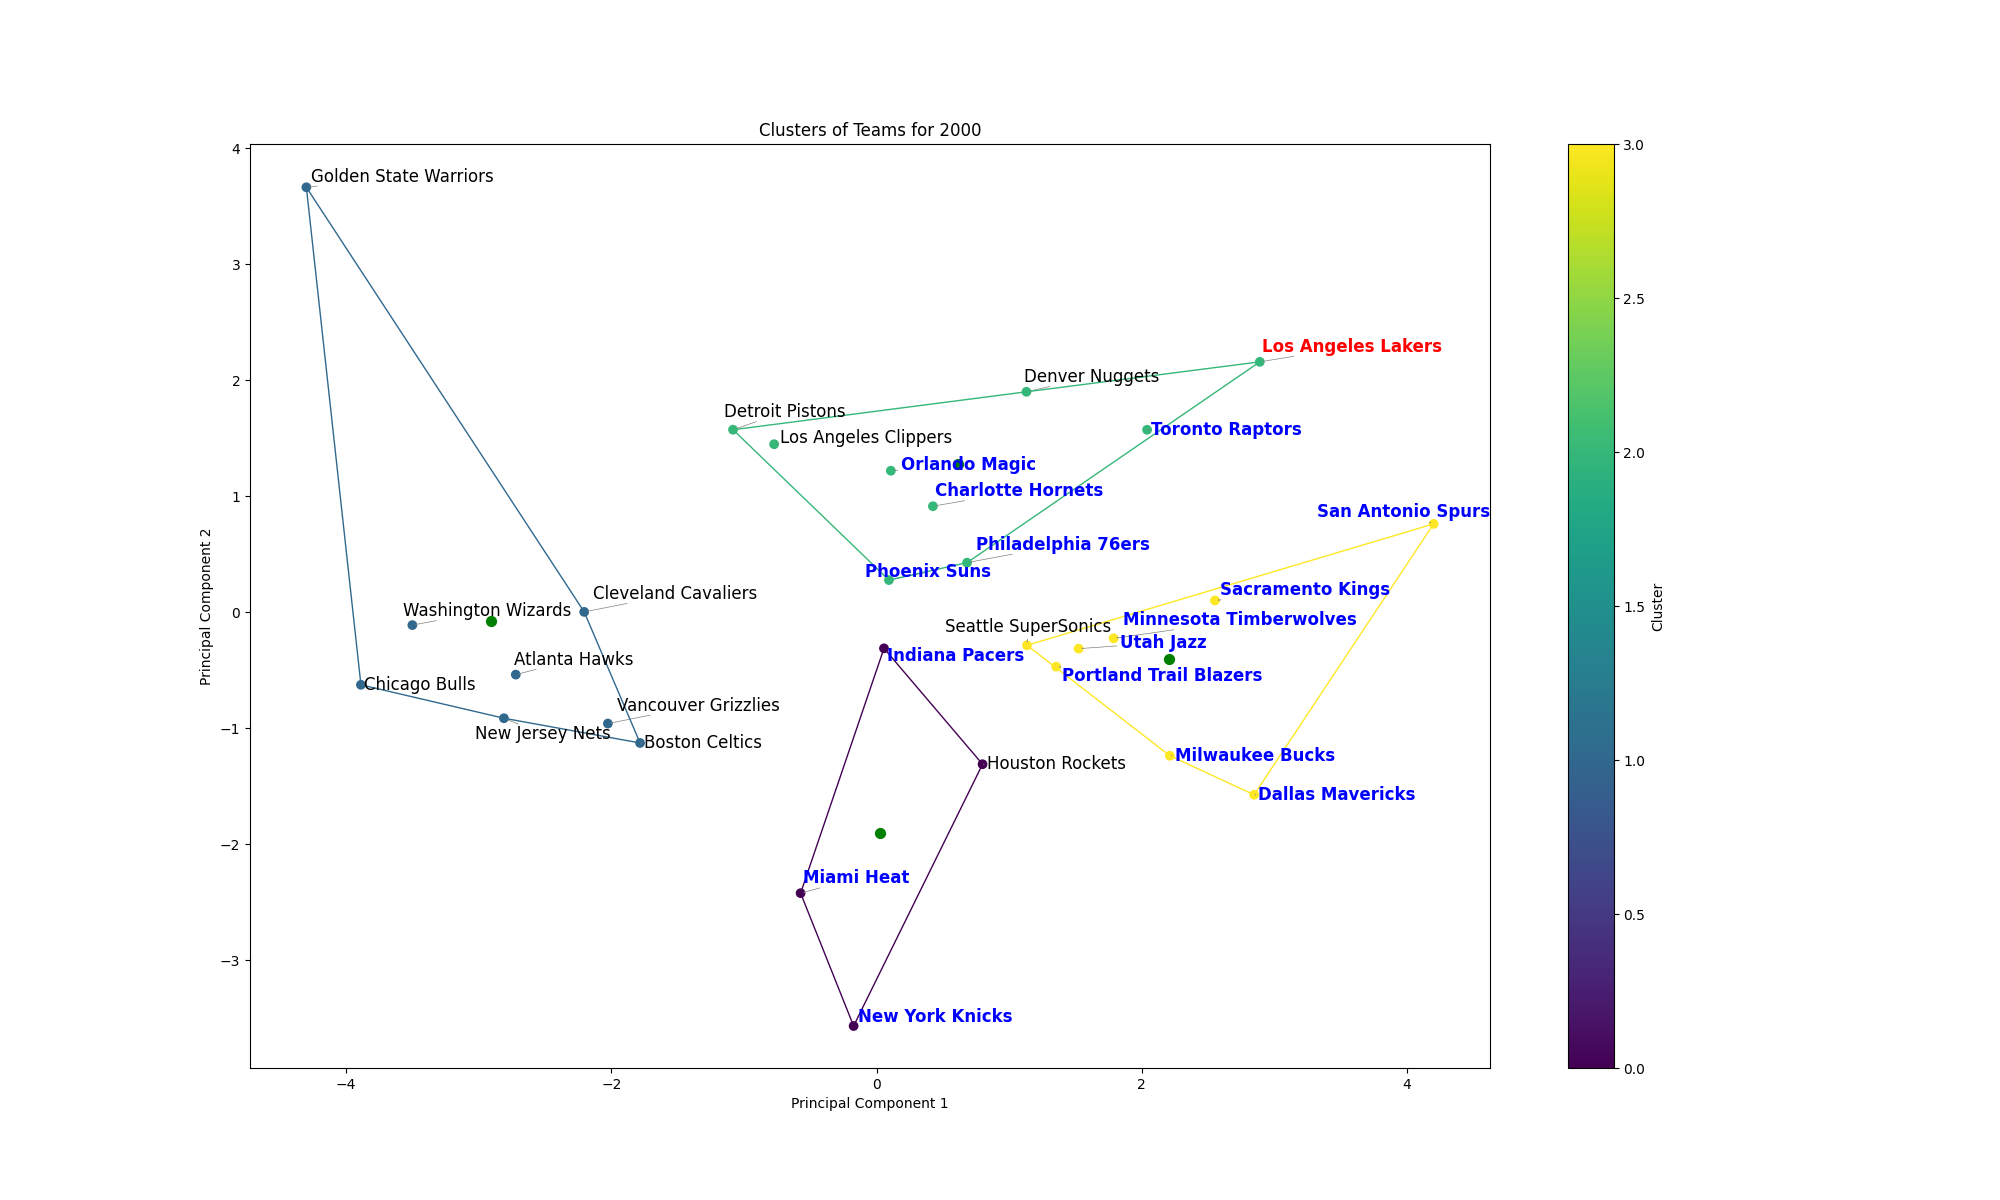 Clusters of Teams for 2000
4
3
2
1
0
−1
−2
−3
Principal Component 2
Golden State Warriors
Los Angeles Lakers
Denver Nuggets
Detroit Pistons
Los Angeles Clippers
Toronto Raptors
Orlando Magic
Charlotte Hornets
San Antonio Spurs
Philadelphia 76ers
Phoenix Suns
Sacramento Kings
Cleveland Cavaliers
Washington Wizards
Minnesota Timberwolves
Seattle SuperSonics
Utah Jazz
Indiana Pacers
Atlanta Hawks
Portland Trail Blazers
Chicago Bulls
Vancouver Grizzlies
New Jersey Nets
Boston Celtics
Milwaukee Bucks
Houston Rockets
Dallas Mavericks
Miami Heat
New York Knicks
−4
−2
0
2
4
Principal Component 1
3.0
2.5
2.0
1.5
1.0
0.5
0.0
Cluster